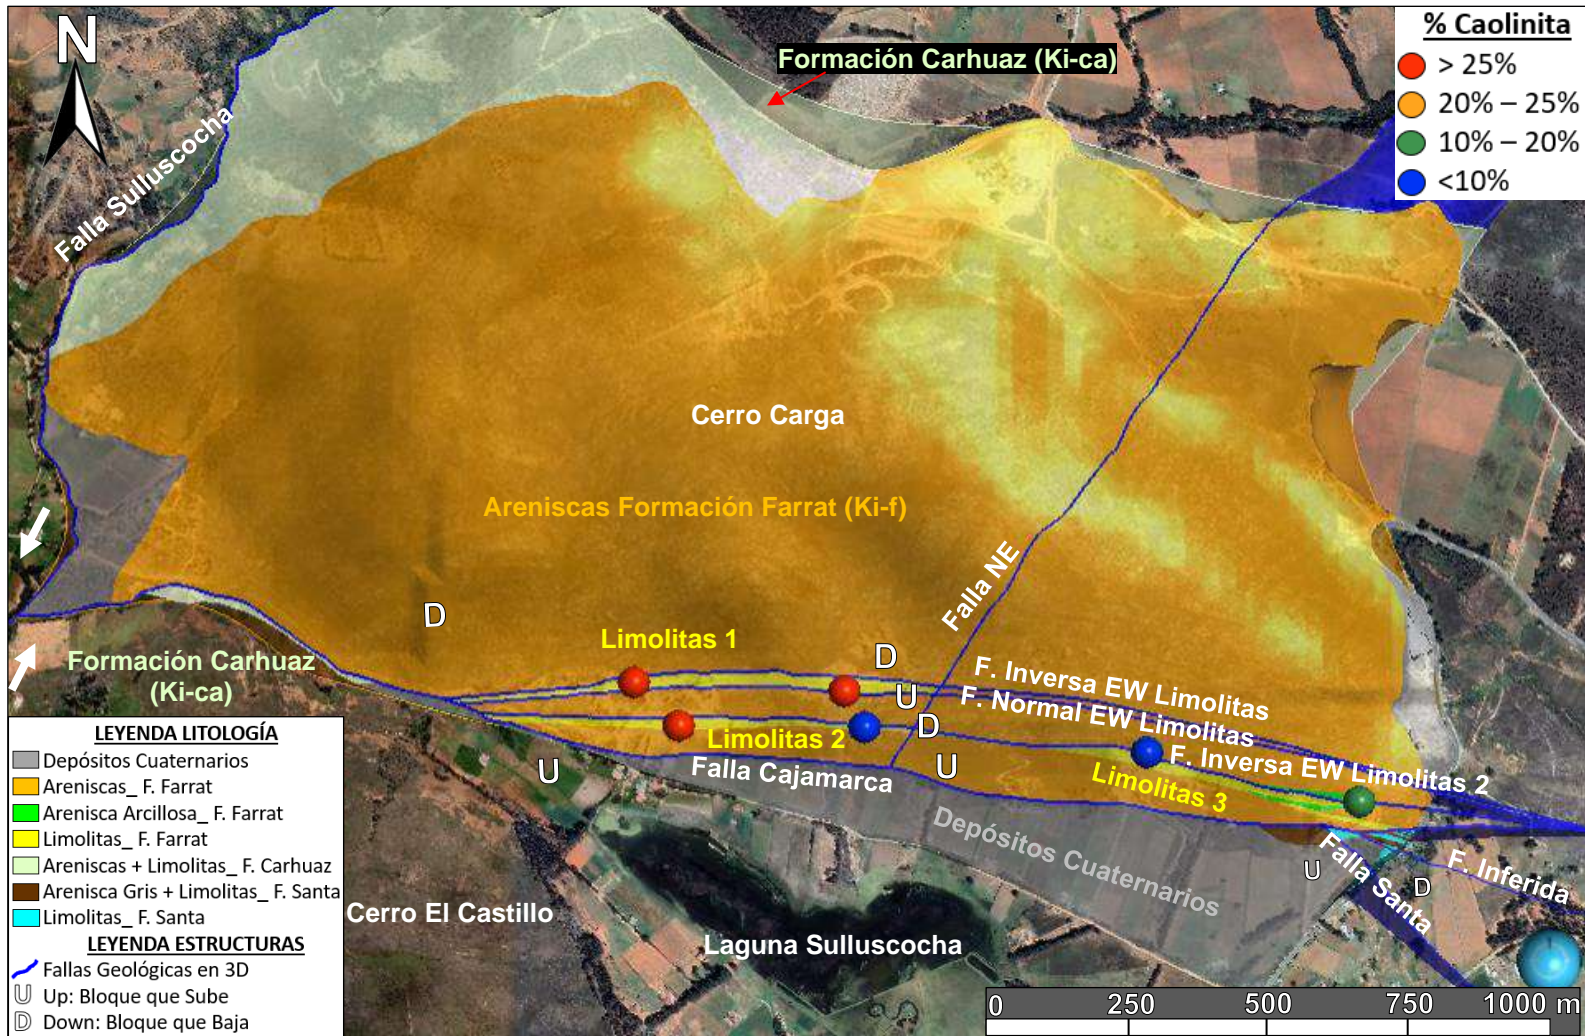 N
Formación Carhuaz (Ki-ca)
% Caolinita
> 25%
20% – 25%
10% – 20%
<10%
Falla Sulluscocha
Cerro Carga
Areniscas Formación Farrat (Ki-f)
Falla NE
D
Limolitas 1
D
U
D
U
U
F. Inversa EW Limolitas
F. Normal EW Limolitas
F. Inversa EW Limolitas 2
Limolitas 2
Limolitas 3
Falla Cajamarca
Depósitos Cuaternarios
Formación Carhuaz
(Ki-ca)
LEYENDA LITOLOGÍA
Depósitos Cuaternarios
Areniscas_ F. Farrat
Arenisca Arcillosa_ F. Farrat
Limolitas_ F. Farrat
Areniscas + Limolitas_ F. Carhuaz
Arenisca Gris + Limolitas_ F. Santa
Limolitas_ F. Santa
LEYENDA ESTRUCTURAS
Fallas Geológicas en 3D
U Up: Bloque que Sube
D Down: Bloque que Baja
Cerro El Castillo
Laguna Sulluscocha
Falla Santa
U
D
F. Inferida
0 250 500 750 1000 m